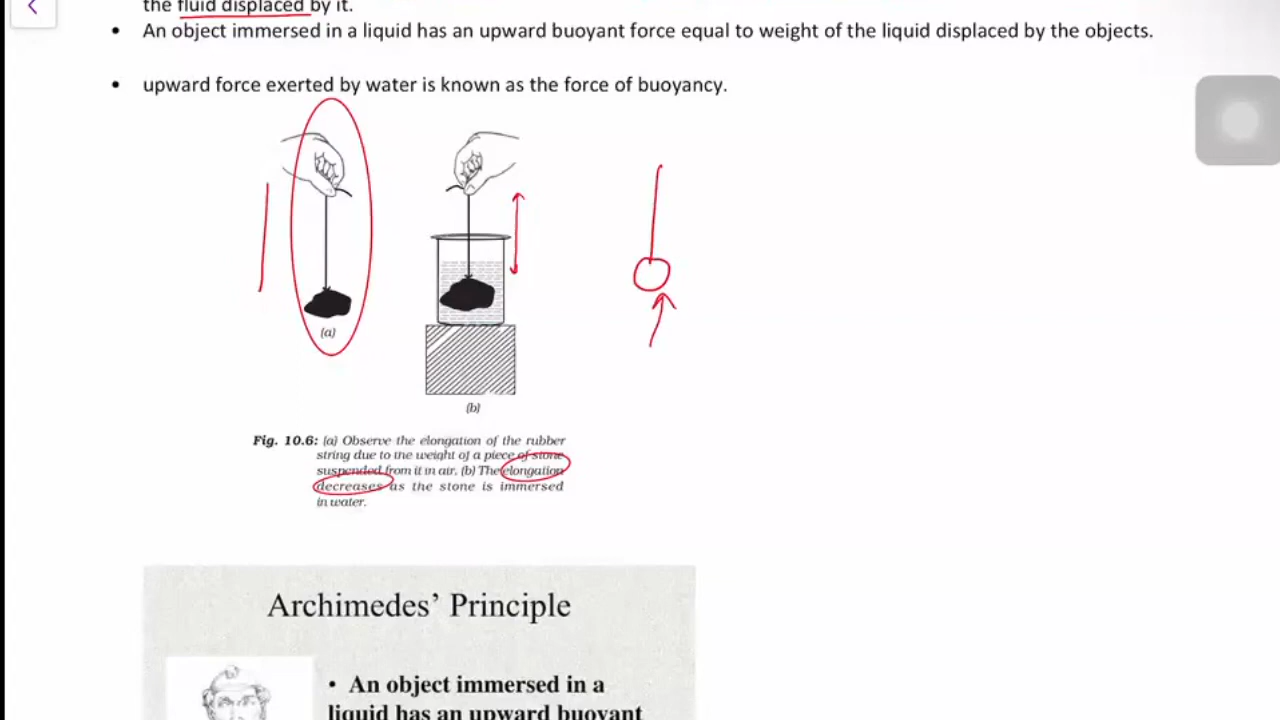 the fluid displaced by it.
• An object immersed in a liquid has an upward buoyant force equal to weight of the liquid displaced by the objects.
• upward force exerted by water is known as the force of buoyancy.
(a)
(b)
Fig. 10.6: (a) Observe the elongation of the rubber
string due to the weight of a piece of stone
suspended from it in air. (b) The elongation
decreases as the stone is immersed
in water.
Archimedes' Principle
• An object immersed in a
liquid has an upward buoyant